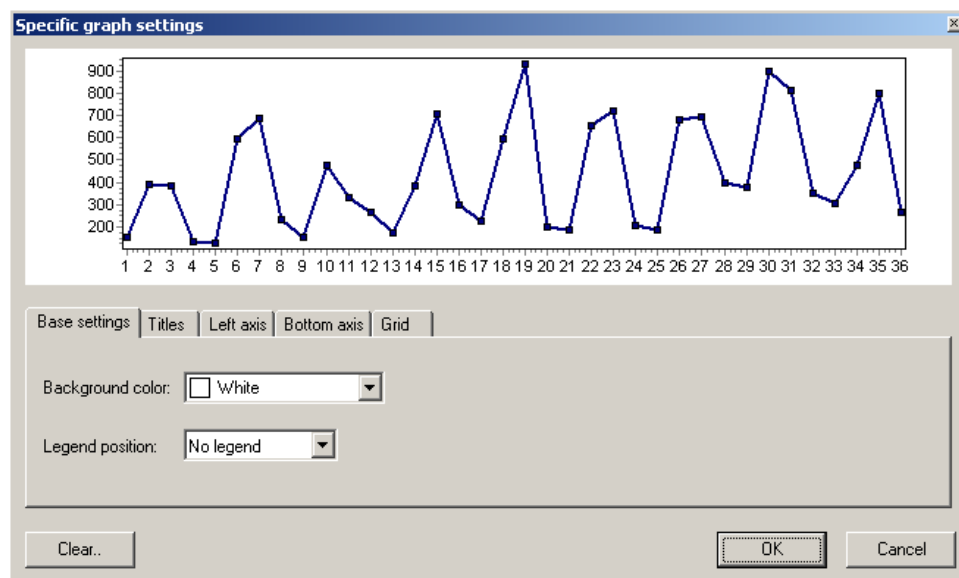 Specific graph settings
900
800
700
600
500
400
300
200
1 2 3 4 5 6 7 8 9 10 11 12 13 14 15 16 17 18 19 20 21 22 23 24 25 26 27 28 29 30 31 32 33 34 35 36
Base settings Titles Left axis Bottom axis Grid
Background color: White
Legend position: No legend
Clear.. OK Cancel